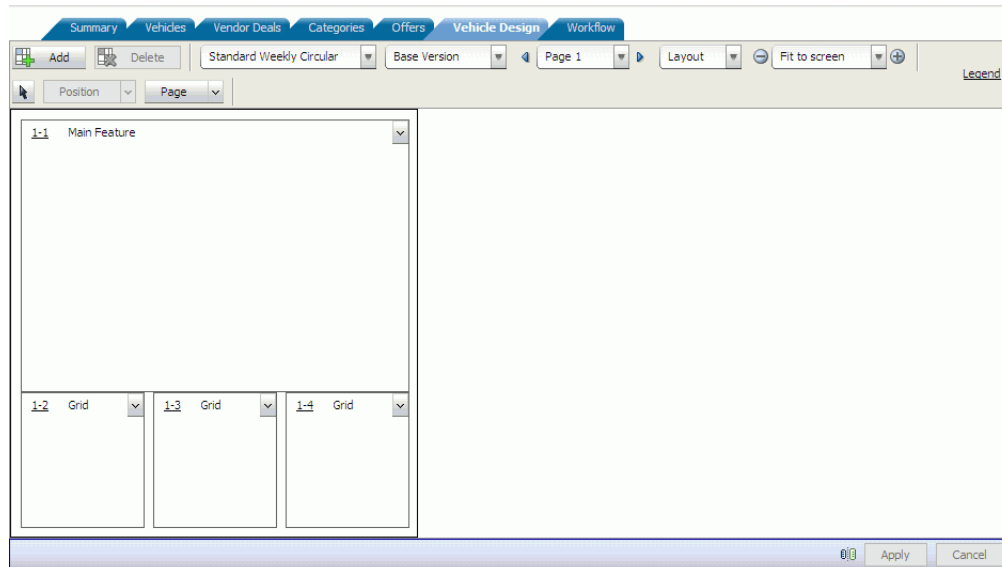 Summary Vehicles Vendor Deals Categories Offers Vehicle Design Workflow
Add Delete Standard Weekly Circular Base Version Page 1 Layout Fit to screen
Legend
Position Page
1-1 Main Feature
1-2 Grid 1-3 Grid 1-4 Grid
Apply Cancel